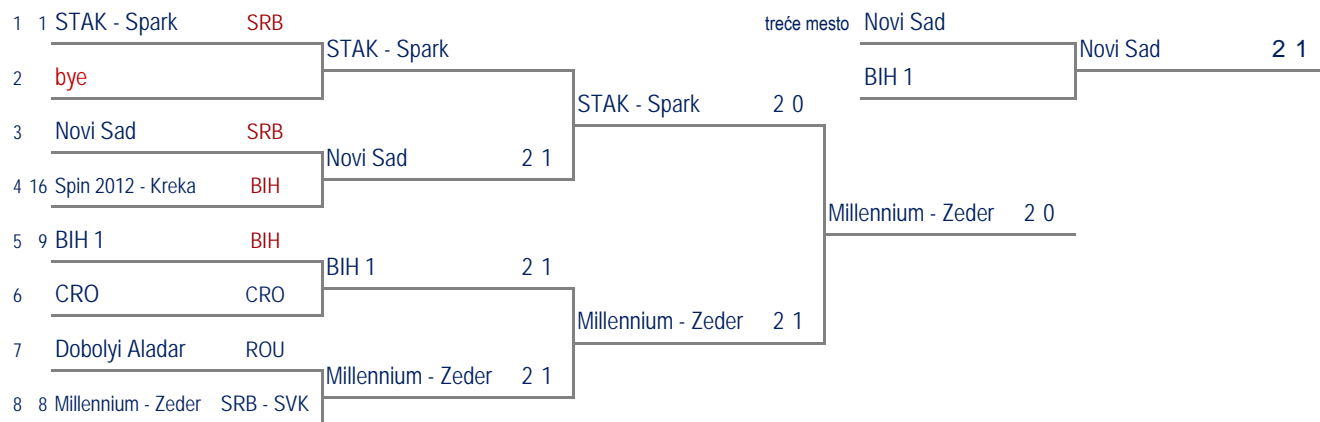 1 1 STAK - Spark SRB treće mesto Novi Sad
STAK - Spark Novi Sad 2 1
2 bye BIH 1
STAK - Spark 2 0
3 Novi Sad SRB
Novi Sad 2 1
4 16 Spin 2012 - Kreka BIH
Millennium - Zeder 2 0
5 9 BIH 1 BIH
BIH 1 2 1
6 CRO CRO
Millennium - Zeder 2 1
7 Dobolyi Aladar ROU
Millennium - Zeder 2 1
8 8 Millennium - Zeder SRB - SVK